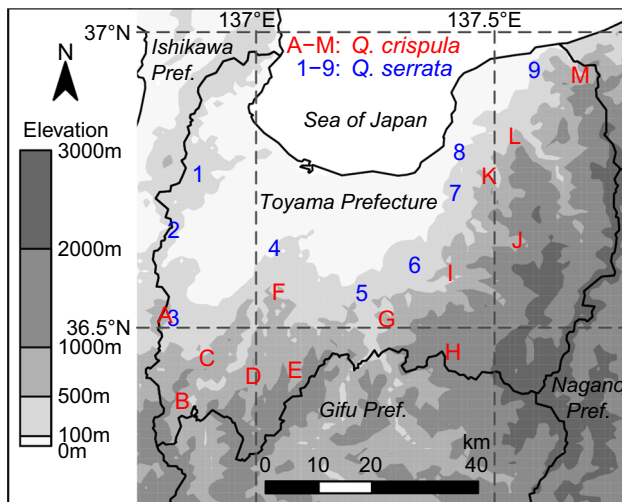 137°E
137.5°E
37°N
Ishikawa
Pref.
A−M: Q. crispula
1−9: Q. serrata
9
M
N
Sea of Japan
L
Elevation
3000m
8
1
K
7
Toyama Prefecture
2
J
2000m
4
6
I
F
5
A
3
G
36.5°N
1000m
H
C
E
D
500m
B
Nagano
Pref.
Gifu Pref.
100m
0m
km
0
10
20
40